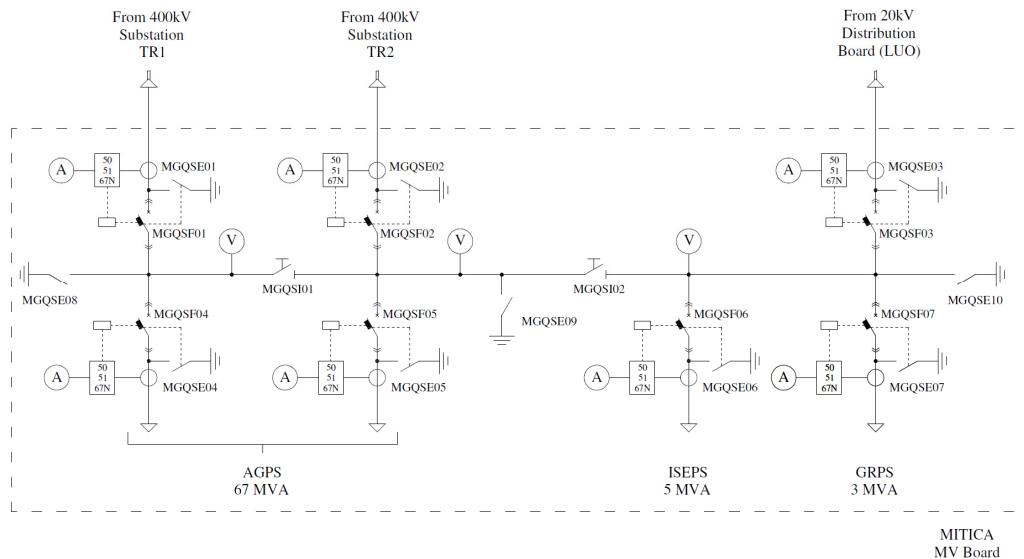 From 400kV
Substation
TR1
From 400kV
Substation
TR2
From 20kV
Distribution
Board (LUO)
A
50
51
67N
MGQSE01
A
50
51
67N
MGQSE02
A
50
51
67N
MGQSE03
MGQSF01
MGQSF02
MGQSF03
V
V
V
MGQSE08
MGQSI01
MGQSI02
MGQSE10
MGQSF04
MGQSF05
MGQSE09
MGQSF06
MGQSF07
A
50
51
67N
MGQSE04
A
50
51
67N
MGQSE05
A
50
51
67N
MGQSE06
A
50
51
67N
MGQSE07
AGPS
67 MVA
ISEPS
5 MVA
GRPS
3 MVA
MITICA
MV Board